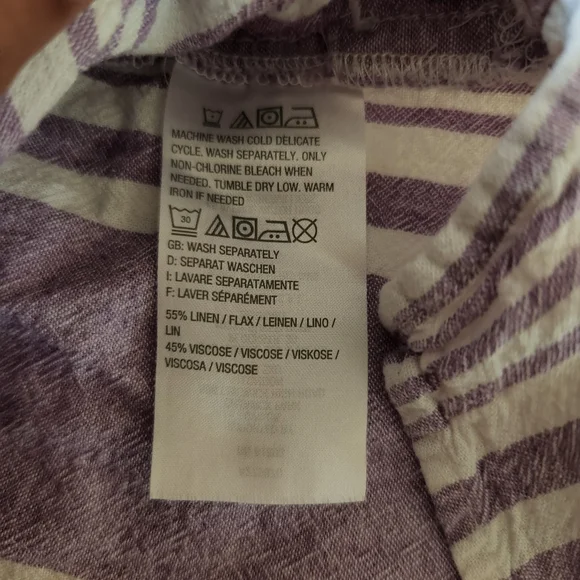 MACHINE WASH COLD DELICATE
CYCLE. WASH SEPARATELY. ONLY
NON-CHLORINE BLEACH WHEN
NEEDED. TUMBLE DRY LOW. WARM
IRON IF NEEDED
30
GB: WASH SEPARATELY
D: SEPARAT WASCHEN
I: LAVARE SEPARATAMENTE
F: LAVER SÉPARÉMENT
55% LINEN / FLAX / LEINEN / LINO /
LIN
45% VISCOSE / VISCOSE / VISKOSE /
VISCOSA / VISCOSE